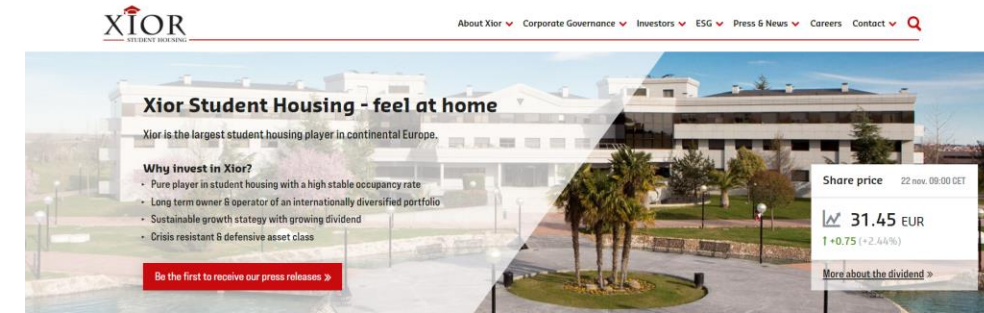 XIOR
STUDENT HOUSING
About Xior Corporate Governance Investors ESG Press & News Careers Contact
Xior Student Housing - feel at home
Xior is the largest student housing player in continental Europe.
Why invest in Xior?
• Pure player in student housing with a high stable occupancy rate
• Long term owner & operator of an internationally diversified portfolio
• Sustainable growth stategy with growing dividend
• Crisis resistant & defensive asset class
Be the first to receive our press releases »
Share price 22 nov. 09:00 CET
31.45 EUR
↑ +0.75 (+2.44%)
More about the dividend »